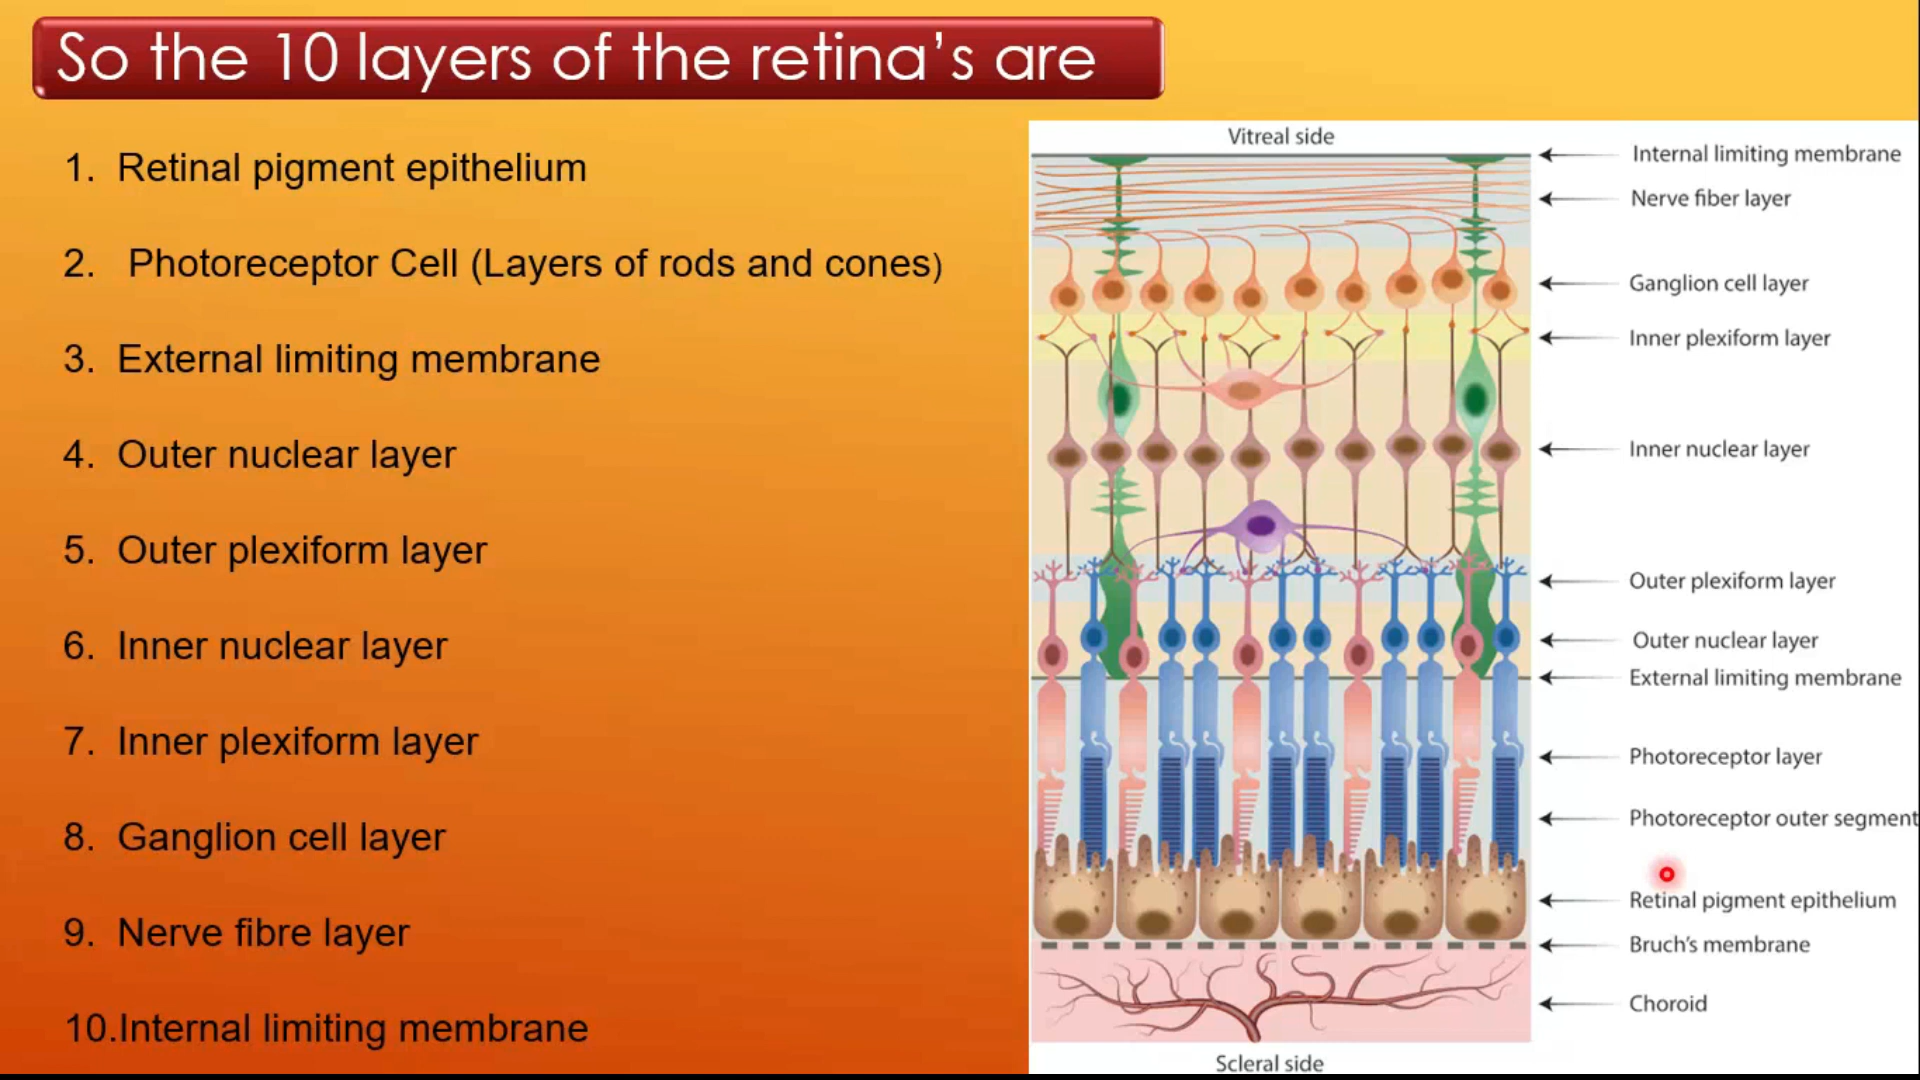 So the 10 layers of the retina’s are
1. Retinal pigment epithelium
2. Photoreceptor Cell (Layers of rods and cones)
3. External limiting membrane
4. Outer nuclear layer
5. Outer plexiform layer
6. Inner nuclear layer
7. Inner plexiform layer
8. Ganglion cell layer
9. Nerve fibre layer
10.Internal limiting membrane
Vitreal side
Internal limiting membrane
Nerve fiber layer
Ganglion cell layer
Inner plexiform layer
Inner nuclear layer
Outer plexiform layer
Outer nuclear layer
External limiting membrane
Photoreceptor layer
Photoreceptor outer segment
Retinal pigment epithelium
Bruch’s membrane
Choroid
Scleral side